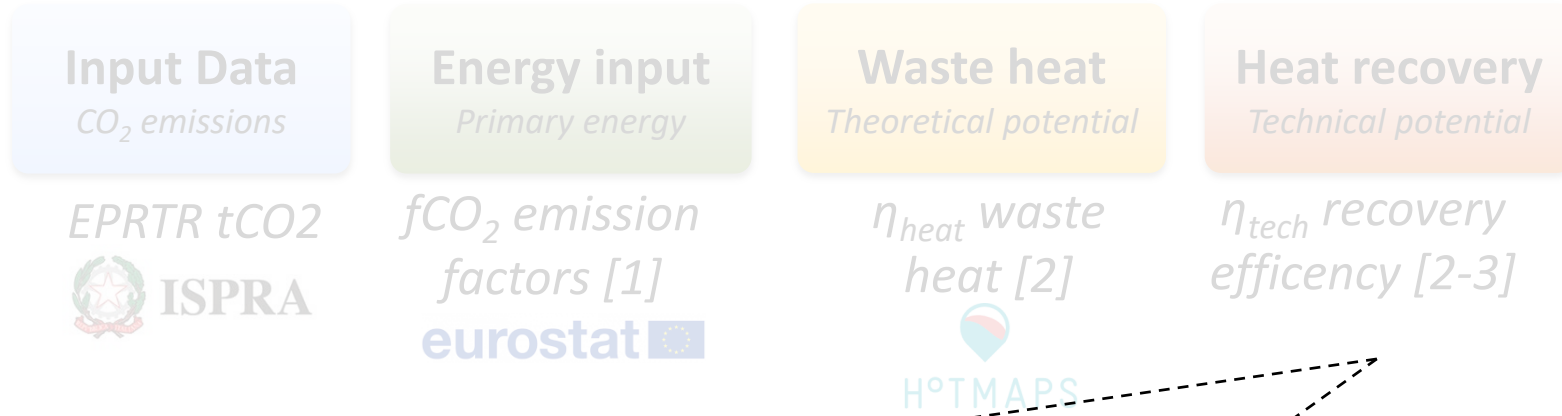 Input Data
CO₂ emissions
EPRTR tCO2
ISPRA
Energy input
Primary energy
fCO₂ emission
factors [1]
eurostat
Waste heat
Theoretical potential
ηheat waste
heat [2]
H°TMAPS
Heat recovery
Technical potential
ηtech recovery
efficency [2-3]